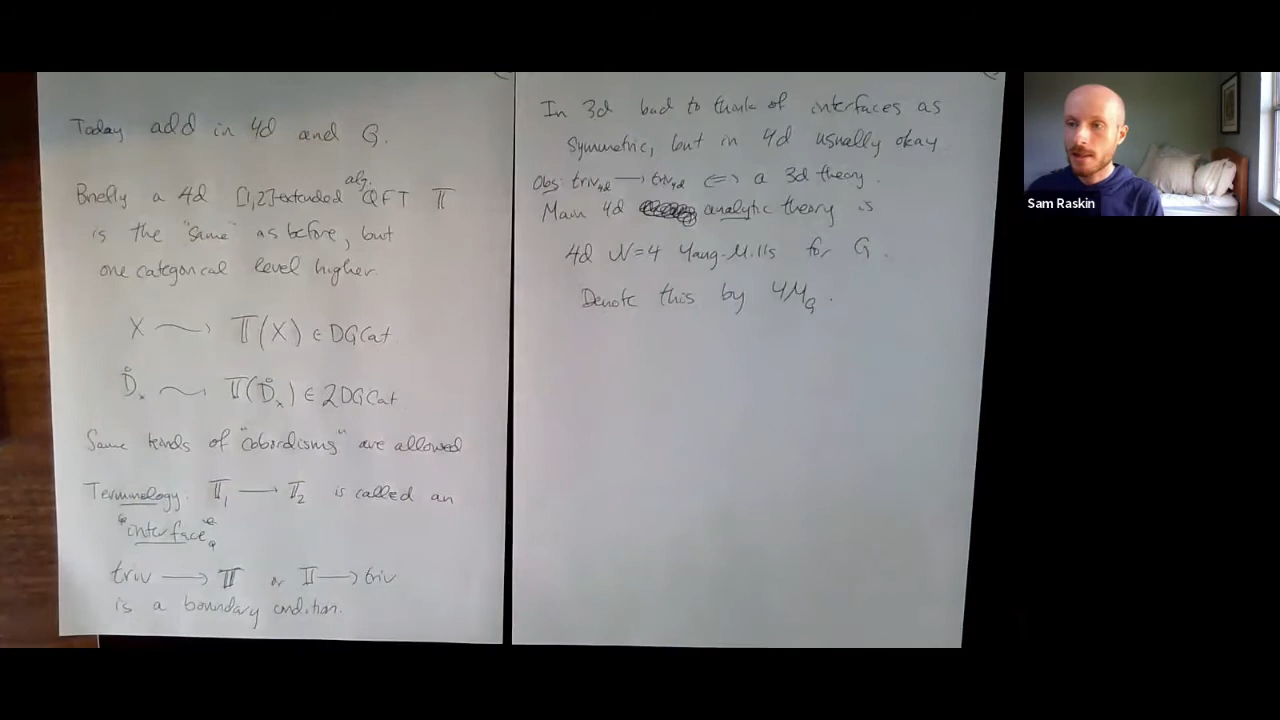 Today add in 4d and G.
Briefly a 4d [1,2]-extended alg. QFT 𝕋
is the "same" as before, but
one categorical level higher.
X ⟿ 𝕋(X) ∈ DGCat
D̊ₓ ⟿ 𝕋(D̊ₓ) ∈ 2DGCat
Same kinds of "cobordisms" are allowed
Terminology: 𝕋₁ ⟶ 𝕋₂ is called an
"interface"
triv ⟶ 𝕋 or 𝕋 ⟶ triv
is a boundary condition.
In 3d bad to think of interfaces as
symmetric, but in 4d usually okay
Obs: triv₄d ⟶ triv₄d ⟺ a 3d theory.
Main 4d analytic theory is
4d N=4 Yang-Mills for G.
Denote this by YM_G.
Sam Raskin